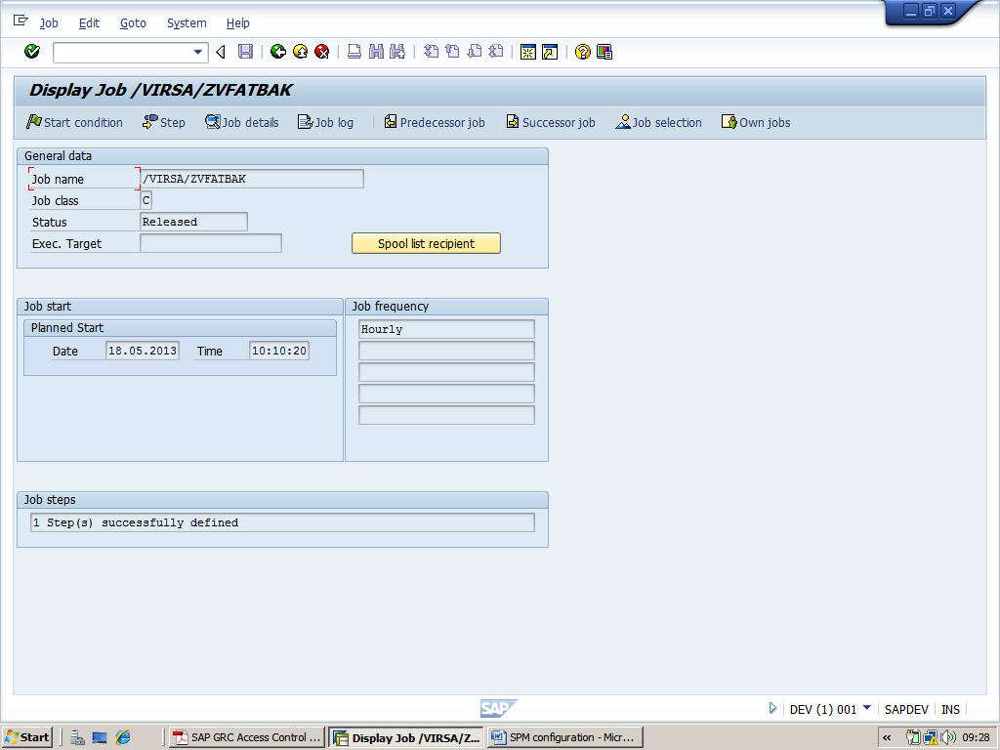 Job Edit Goto System Help
Display Job /VIRSA/ZVFATBAK
Start condition Step Job details Job log Predecessor job Successor job Job selection Own jobs
General data
Job name /VIRSA/ZVFATBAK
Job class C
Status Released
Exec. Target
Spool list recipient
Job start
Planned Start
Date 18.05.2013 Time 10:10:20
Job frequency
Hourly
Job steps
1 Step(s) successfully defined
SAP
DEV (1) 001 SAPDEV INS
Start SAP GRC Access Control ... Display Job /VIRSA/Z... SPM configuration - Micr... « 09:28